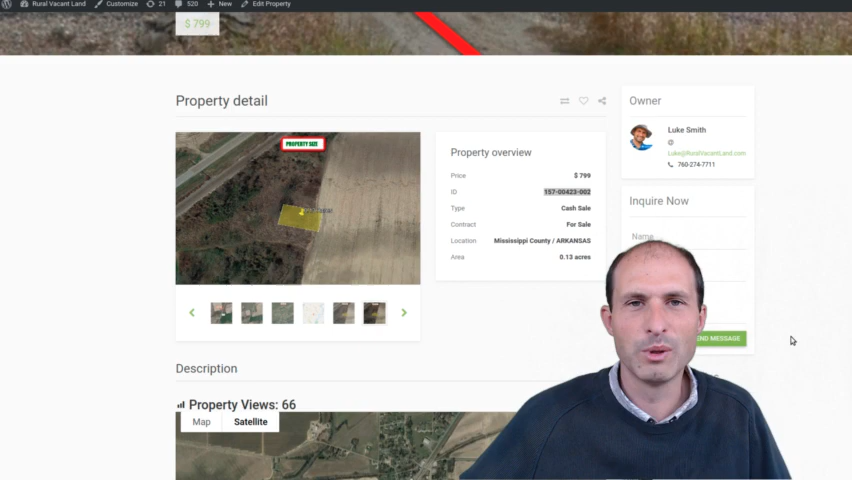 Rural Vacant Land Customize 21 520 New Edit Property
$ 799
Property detail
PROPERTY SIZE
Property overview
Price $ 799
ID 157-00423-002
Type Cash Sale
Contract For Sale
Location Mississippi County / ARKANSAS
Area 0.13 acres
Owner
Luke Smith
@
Luke@RuralVacantLand.com
760-274-7711
Inquire Now
Name
END MESSAGE
Description
Property Views: 66
Map Satellite